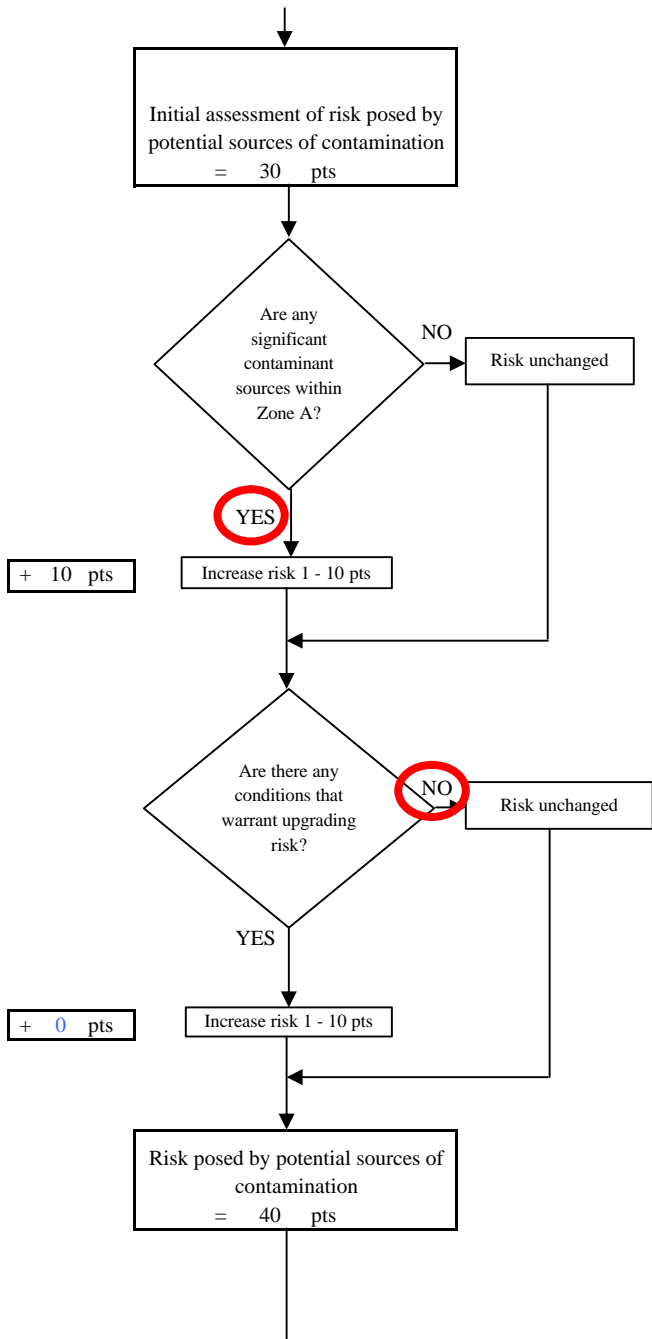 Initial assessment of risk posed by
potential sources of contamination
= 30 pts
Are any
significant
contaminant
sources within
Zone A?
NO
Risk unchanged
YES
+ 10 pts
Increase risk 1 - 10 pts
Are there any
conditions that
warrant upgrading
risk?
NO
Risk unchanged
YES
+ 0 pts
Increase risk 1 - 10 pts
Risk posed by potential sources of
contamination
= 40 pts